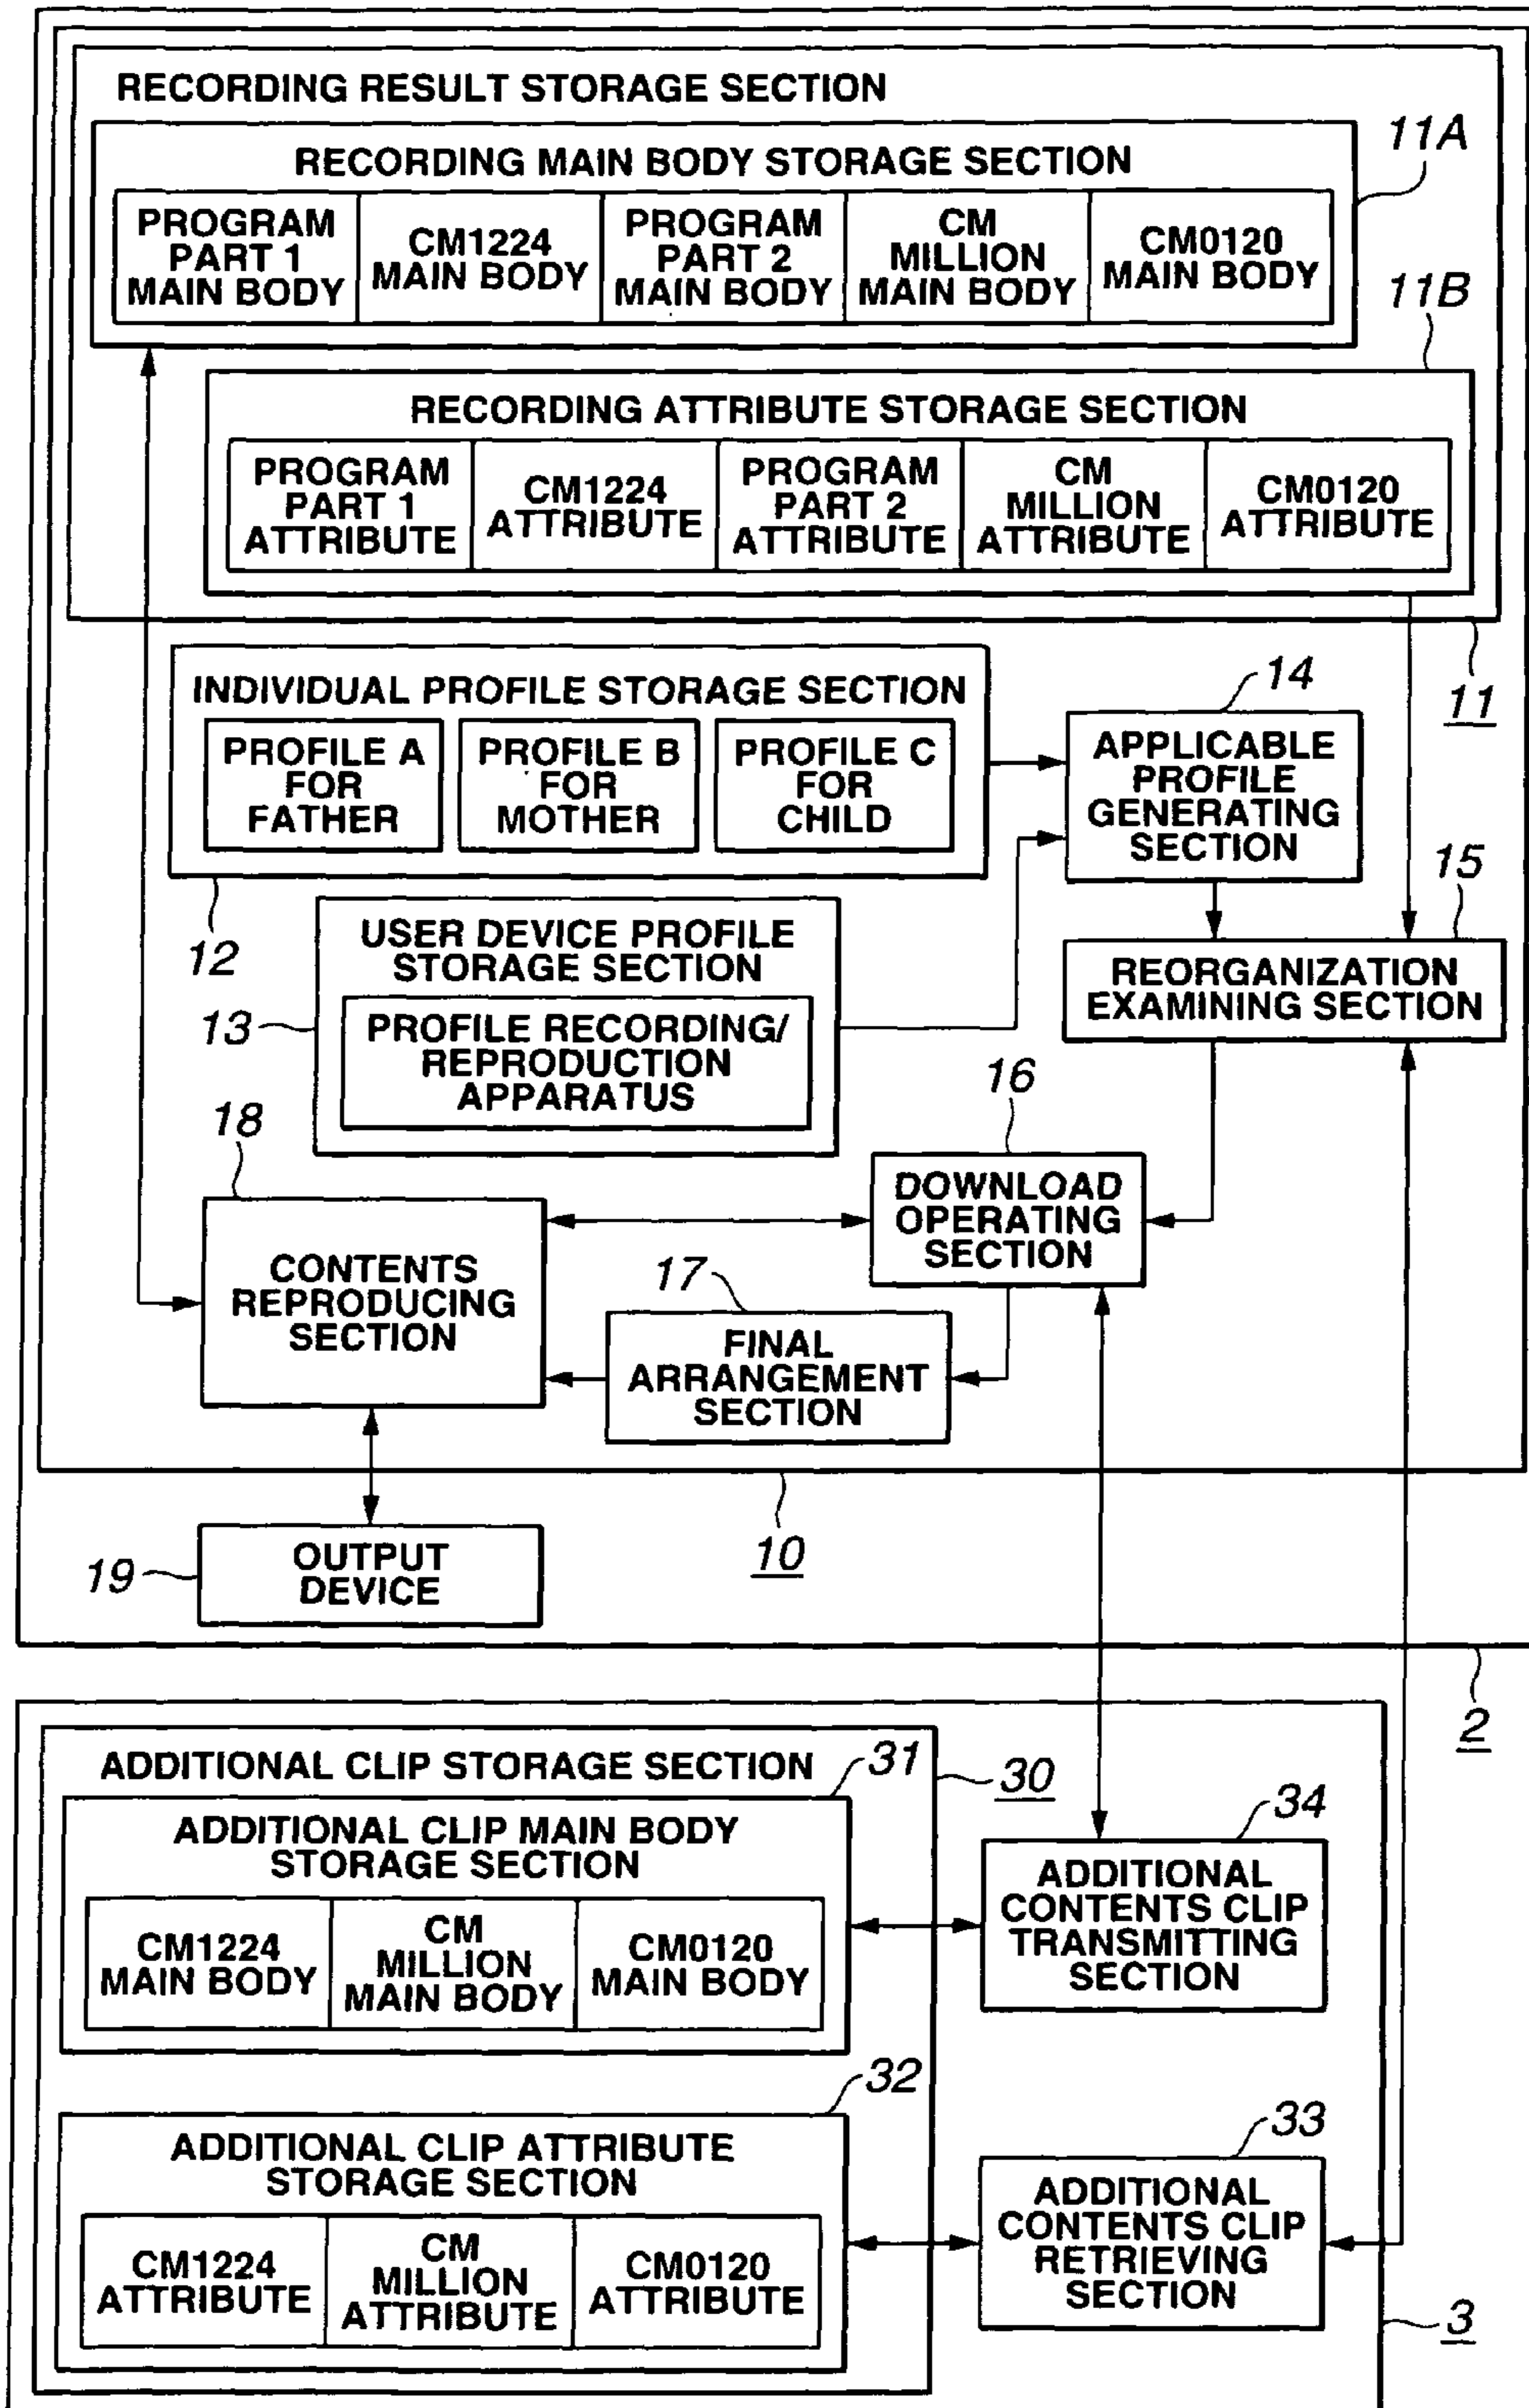 RECORDING RESULT STORAGE SECTION
RECORDING MAIN BODY STORAGE SECTION
11A
PROGRAM
PART 1
MAIN BODY
CM1224
MAIN BODY
PROGRAM
PART 2
MAIN BODY
CM
MILLION
MAIN BODY
CM0120
MAIN BODY
11B
RECORDING ATTRIBUTE STORAGE SECTION
PROGRAM
PART 1
ATTRIBUTE
CM1224
ATTRIBUTE
PROGRAM
PART 2
ATTRIBUTE
CM
MILLION
ATTRIBUTE
CM0120
ATTRIBUTE
11
INDIVIDUAL PROFILE STORAGE SECTION
PROFILE A
FOR
FATHER
PROFILE B
FOR
MOTHER
PROFILE C
FOR
CHILD
12
14
APPLICABLE
PROFILE
GENERATING
SECTION
15
REORGANIZATION
EXAMINING SECTION
USER DEVICE PROFILE
STORAGE SECTION
13
PROFILE RECORDING/
REPRODUCTION
APPARATUS
16
DOWNLOAD
OPERATING
SECTION
18
CONTENTS
REPRODUCING
SECTION
17
FINAL
ARRANGEMENT
SECTION
10
19
OUTPUT
DEVICE
2
ADDITIONAL CLIP STORAGE SECTION
30
31
ADDITIONAL CLIP MAIN BODY
STORAGE SECTION
CM1224
MAIN BODY
CM
MILLION
MAIN BODY
CM0120
MAIN BODY
34
ADDITIONAL
CONTENTS CLIP
TRANSMITTING
SECTION
32
ADDITIONAL CLIP ATTRIBUTE
STORAGE SECTION
CM1224
ATTRIBUTE
CM
MILLION
ATTRIBUTE
CM0120
ATTRIBUTE
33
ADDITIONAL
CONTENTS CLIP
RETRIEVING
SECTION
3